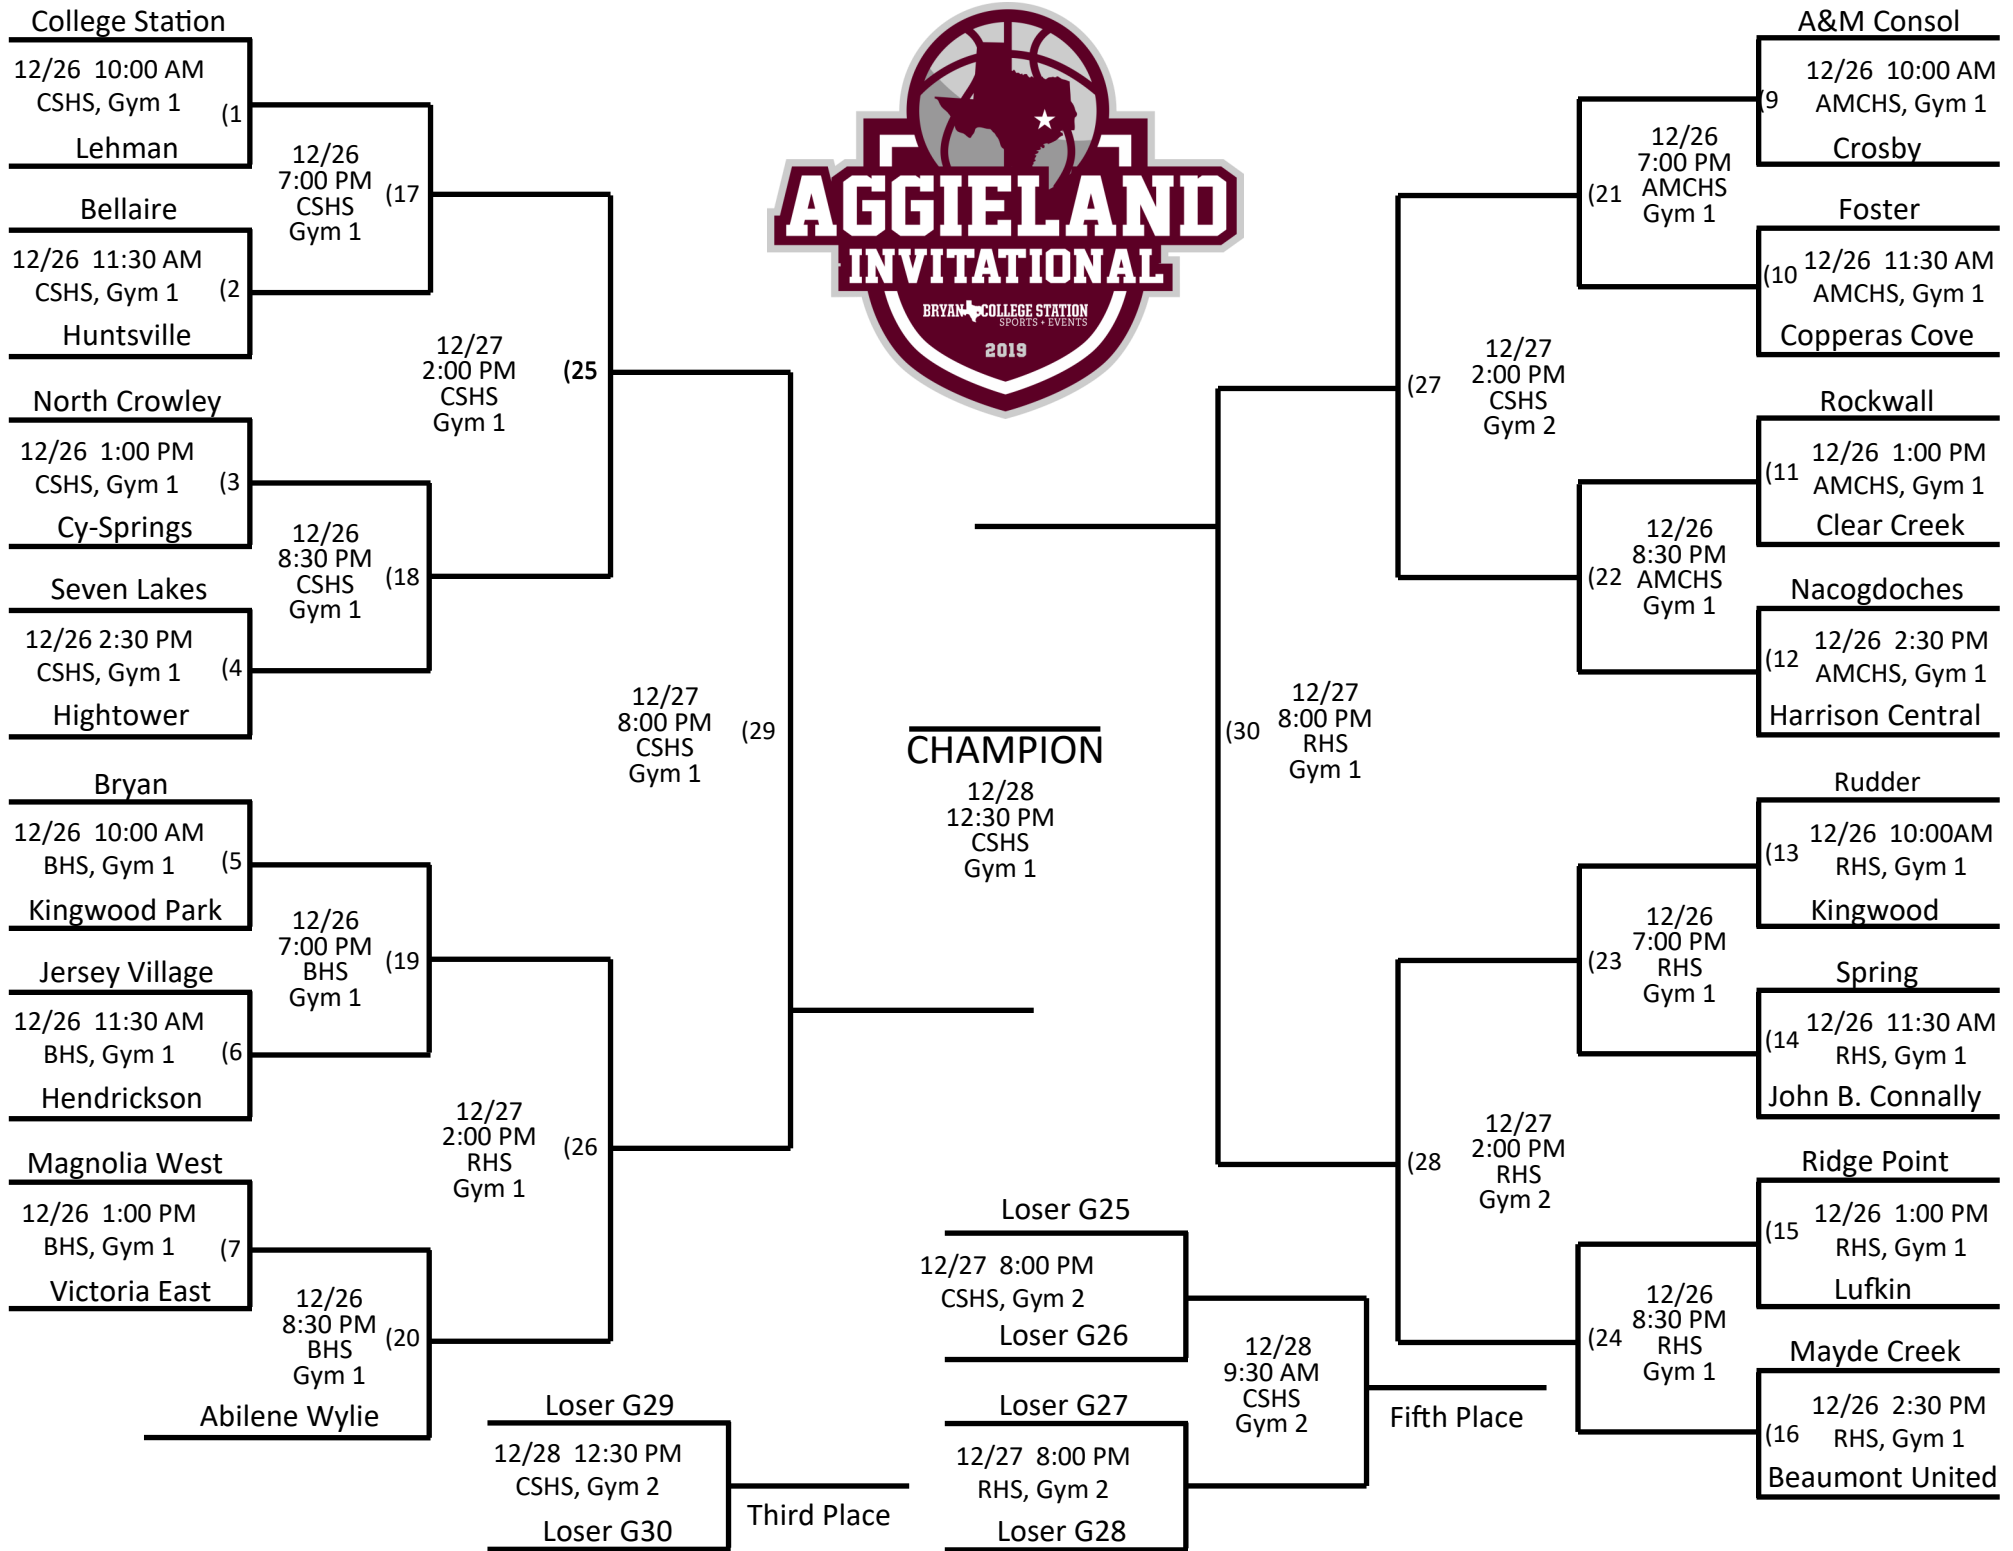 College Station
12/26 10:00 AM
CSHS, Gym 1
(1
Lehman
12/26
7:00 PM
CSHS
Gym 1
(17
Bellaire
12/26 11:30 AM
CSHS, Gym 1
(2
Huntsville
12/27
2:00 PM
CSHS
Gym 1
(25
North Crowley
12/26 1:00 PM
CSHS, Gym 1
(3
Cy-Springs
12/26
8:30 PM
CSHS
Gym 1
(18
Seven Lakes
12/26 2:30 PM
CSHS, Gym 1
(4
Hightower
12/27
8:00 PM
CSHS
Gym 1
(29
Bryan
12/26 10:00 AM
BHS, Gym 1
(5
Kingwood Park
12/26
7:00 PM
BHS
Gym 1
(19
Jersey Village
12/26 11:30 AM
BHS, Gym 1
(6
Hendrickson
12/27
2:00 PM
RHS
Gym 1
(26
Magnolia West
12/26 1:00 PM
BHS, Gym 1
(7
Victoria East
12/26
8:30 PM
BHS
Gym 1
(20
Abilene Wylie
AGGIELAND
INVITATIONAL
BRYAN COLLEGE STATION
SPORTS + EVENTS
2019
CHAMPION
12/28
12:30 PM
CSHS
Gym 1
Loser G29
12/28 12:30 PM
CSHS, Gym 2
Loser G30
Third Place
Loser G25
12/27 8:00 PM
CSHS, Gym 2
Loser G26
12/28
9:30 AM
CSHS
Gym 2
Loser G27
12/27 8:00 PM
RHS, Gym 2
Loser G28
Fifth Place
A&M Consol
12/26 10:00 AM
AMCHS, Gym 1
(9
Crosby
12/26
7:00 PM
AMCHS
Gym 1
(21
Foster
12/26 11:30 AM
AMCHS, Gym 1
(10
Copperas Cove
12/27
2:00 PM
CSHS
Gym 2
(27
Rockwall
12/26 1:00 PM
AMCHS, Gym 1
(11
Clear Creek
12/26
8:30 PM
AMCHS
Gym 1
(22
Nacogdoches
12/26 2:30 PM
AMCHS, Gym 1
(12
Harrison Central
(30
12/27
8:00 PM
RHS
Gym 1
Rudder
12/26 10:00AM
RHS, Gym 1
(13
Kingwood
12/26
7:00 PM
RHS
Gym 1
(23
Spring
12/26 11:30 AM
RHS, Gym 1
(14
John B. Connally
12/27
2:00 PM
RHS
Gym 2
(28
Ridge Point
12/26 1:00 PM
RHS, Gym 1
(15
Lufkin
12/26
8:30 PM
RHS
Gym 1
(24
Mayde Creek
12/26 2:30 PM
RHS, Gym 1
(16
Beaumont United